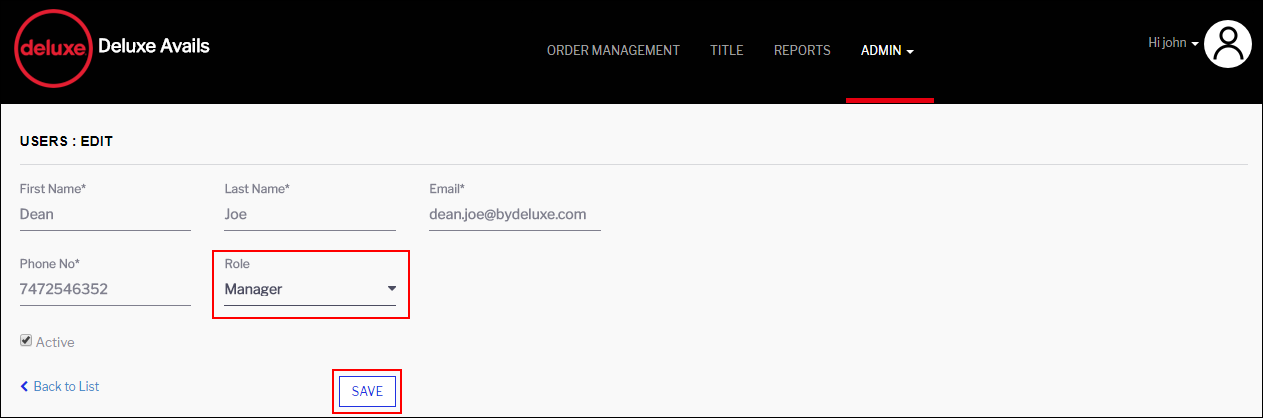 deluxe Deluxe Avails
ORDER MANAGEMENT TITLE REPORTS ADMIN Hi john
USERS : EDIT
First Name* Last Name* Email*
Dean Joe dean.joe@bydeluxe.com
Phone No* Role
7472546352 Manager
Active
Back to List SAVE